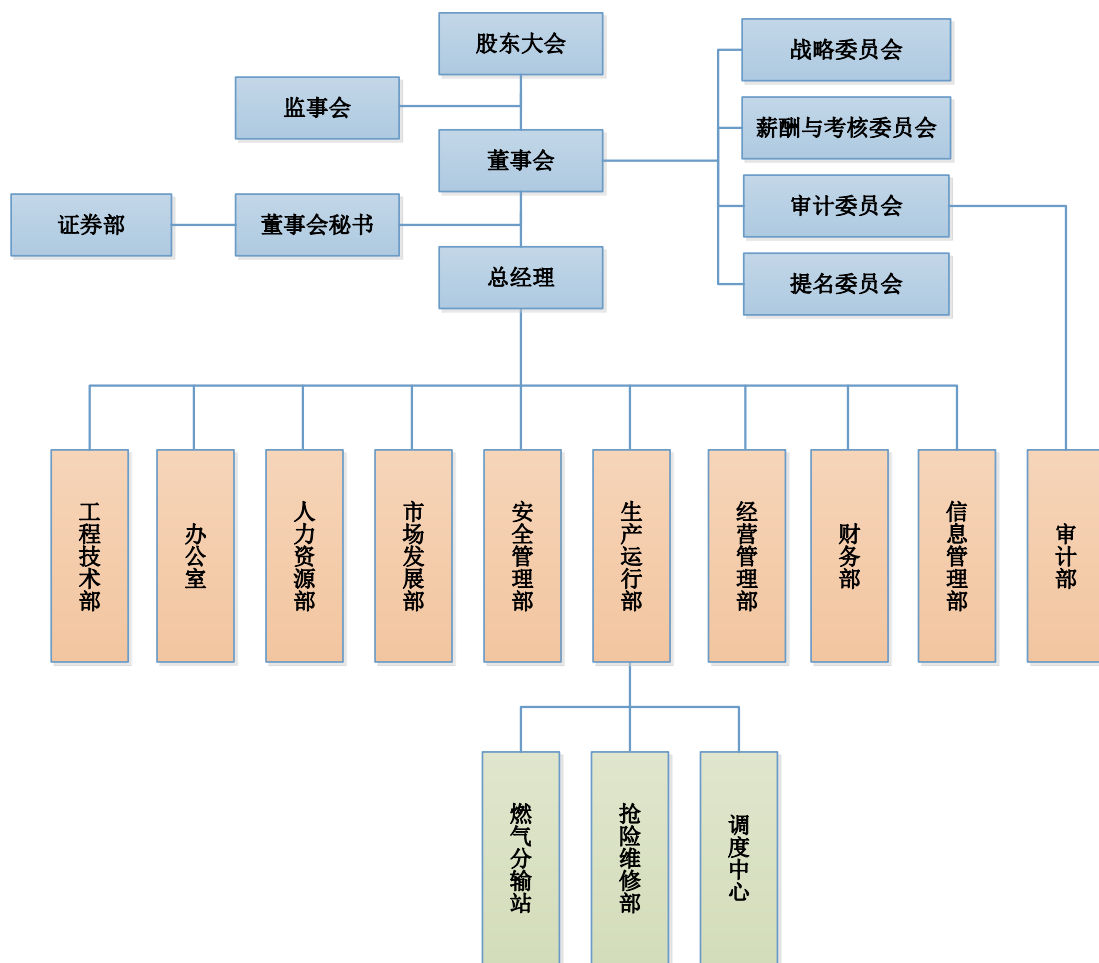 股东大会
战略委员会
监事会
薪酬与考核委员会
董事会
证券部
董事会秘书
审计委员会
总经理
提名委员会
工程技术部
办公室
人力资源部
市场发展部
安全管理部
生产运行部
经营管理部
财务部
信息管理部
审计部
燃气分输站
抢险维修部
调度中心